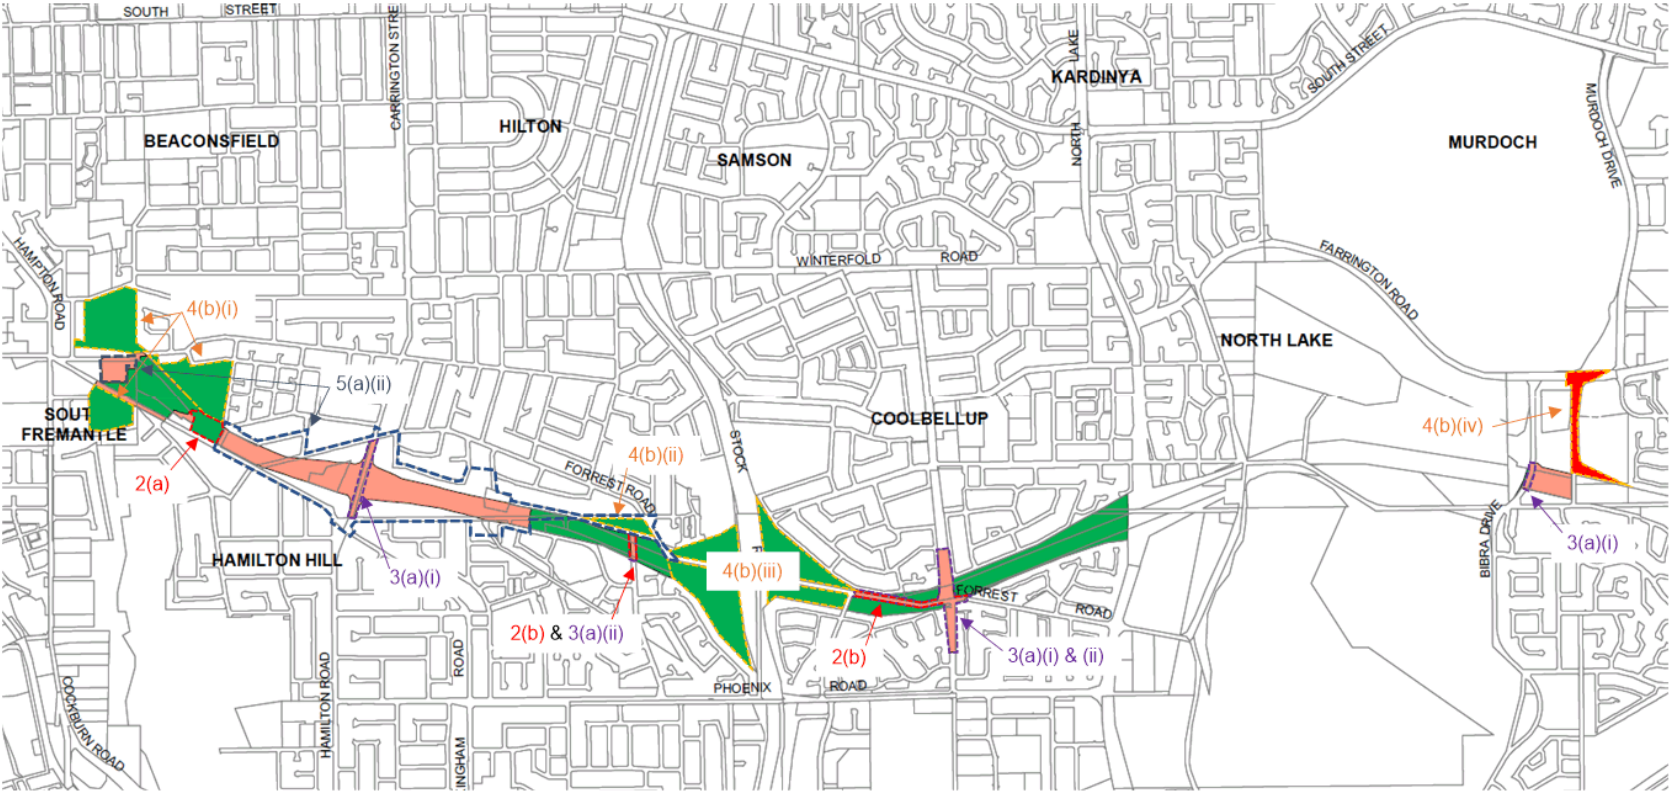 SOUTH STREET
CARRINGTON STRE
KARDINYA
NORTH LAKE
SOUTH STREET
MURDOCH DRIVE
BEACONSFIELD
HILTON
SAMSON
MURDOCH
HAMPTON ROAD
WINTERFOLD ROAD
FARRINGTON ROAD
4(b)(i)
NORTH LAKE
5(a)(ii)
SOUT
FREMANTLE
COOLBELLUP
4(b)(iv)
STOCK
2(a)
FORREST ROAD
4(b)(ii)
3(a)(i)
BIBRA DRIVE
HAMILTON HILL
3(a)(i)
4(b)(iii)
FORREST ROAD
2(b) & 3(a)(ii)
2(b)
3(a)(i) & (ii)
PHOENIX ROAD
COCKBURN ROAD
HAMILTON ROAD
ROAD
INGHAM